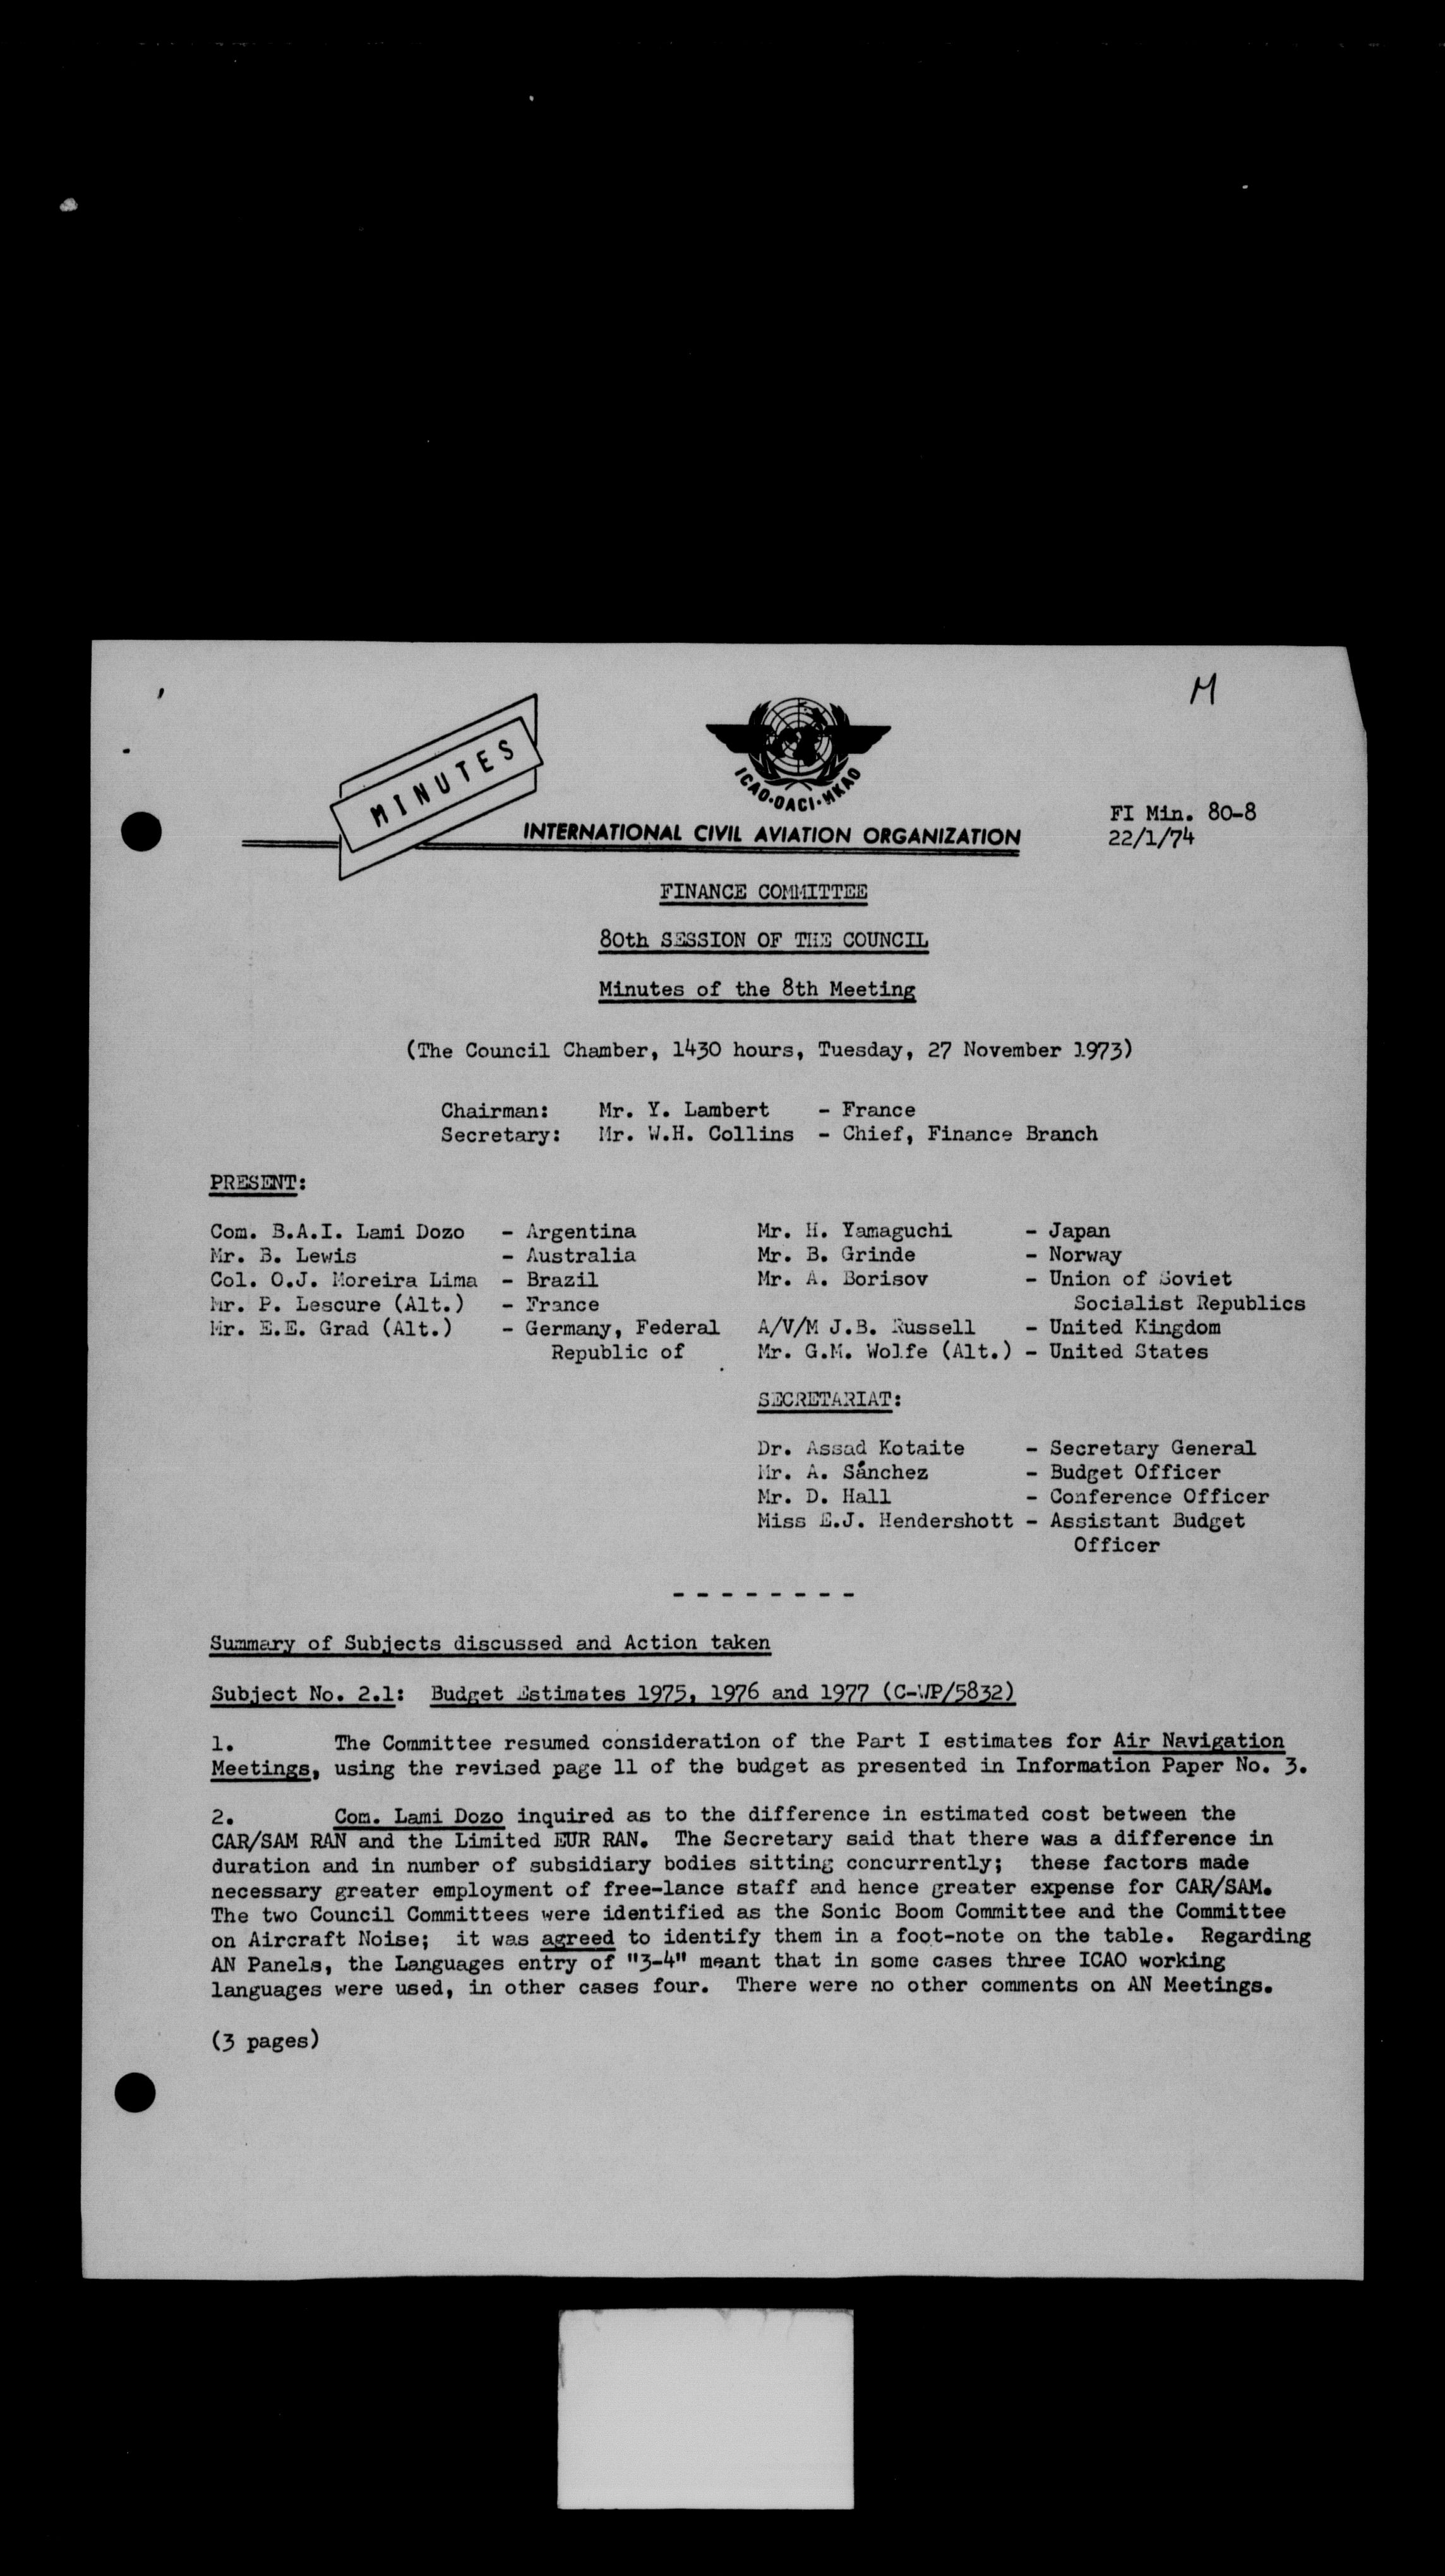 M
MINUTES
ICAO·OACI·ИКАО
INTERNATIONAL CIVIL AVIATION ORGANIZATION
FI Min. 80-8
22/1/74
FINANCE COMMITTEE
80th SESSION OF THE COUNCIL
Minutes of the 8th Meeting
(The Council Chamber, 1430 hours, Tuesday, 27 November 1973)
Chairman: Mr. Y. Lambert - France
Secretary: Mr. W.H. Collins - Chief, Finance Branch
PRESENT:
Com. B.A.I. Lami Dozo - Argentina
Mr. B. Lewis - Australia
Col. O.J. Moreira Lima - Brazil
Mr. P. Lescure (Alt.) - France
Mr. E.E. Grad (Alt.) - Germany, Federal
Republic of
Mr. H. Yamaguchi - Japan
Mr. B. Grinde - Norway
Mr. A. Borisov - Union of Soviet
Socialist Republics
A/V/M J.B. Russell - United Kingdom
Mr. G.M. Wolfe (Alt.) - United States
SECRETARIAT:
Dr. Assad Kotaite - Secretary General
Mr. A. Sánchez - Budget Officer
Mr. D. Hall - Conference Officer
Miss E.J. Hendershott - Assistant Budget
Officer
- - - - - - - -
Summary of Subjects discussed and Action taken
Subject No. 2.1: Budget Estimates 1975, 1976 and 1977 (C-WP/5832)
1. The Committee resumed consideration of the Part I estimates for Air Navigation
Meetings, using the revised page 11 of the budget as presented in Information Paper No. 3.
2. Com. Lami Dozo inquired as to the difference in estimated cost between the
CAR/SAM RAN and the Limited EUR RAN. The Secretary said that there was a difference in
duration and in number of subsidiary bodies sitting concurrently; these factors made
necessary greater employment of free-lance staff and hence greater expense for CAR/SAM.
The two Council Committees were identified as the Sonic Boom Committee and the Committee
on Aircraft Noise; it was agreed to identify them in a foot-note on the table. Regarding
AN Panels, the Languages entry of "3-4" meant that in some cases three ICAO working
languages were used, in other cases four. There were no other comments on AN Meetings.
(3 pages)